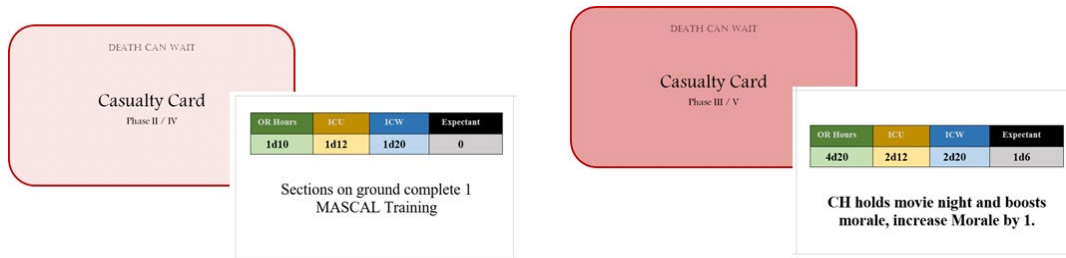 DEATH CAN WAIT
Casualty Card
Phase II / IV
OR Hours ICU ICW Expectant
1d10 1d12 1d20 0
Sections on ground complete 1
MASCAL Training
DEATH CAN WAIT
Casualty Card
Phase III / V
OR Hours ICU ICW Expectant
4d20 2d12 2d20 1d6
CH holds movie night and boosts
morale, increase Morale by 1.